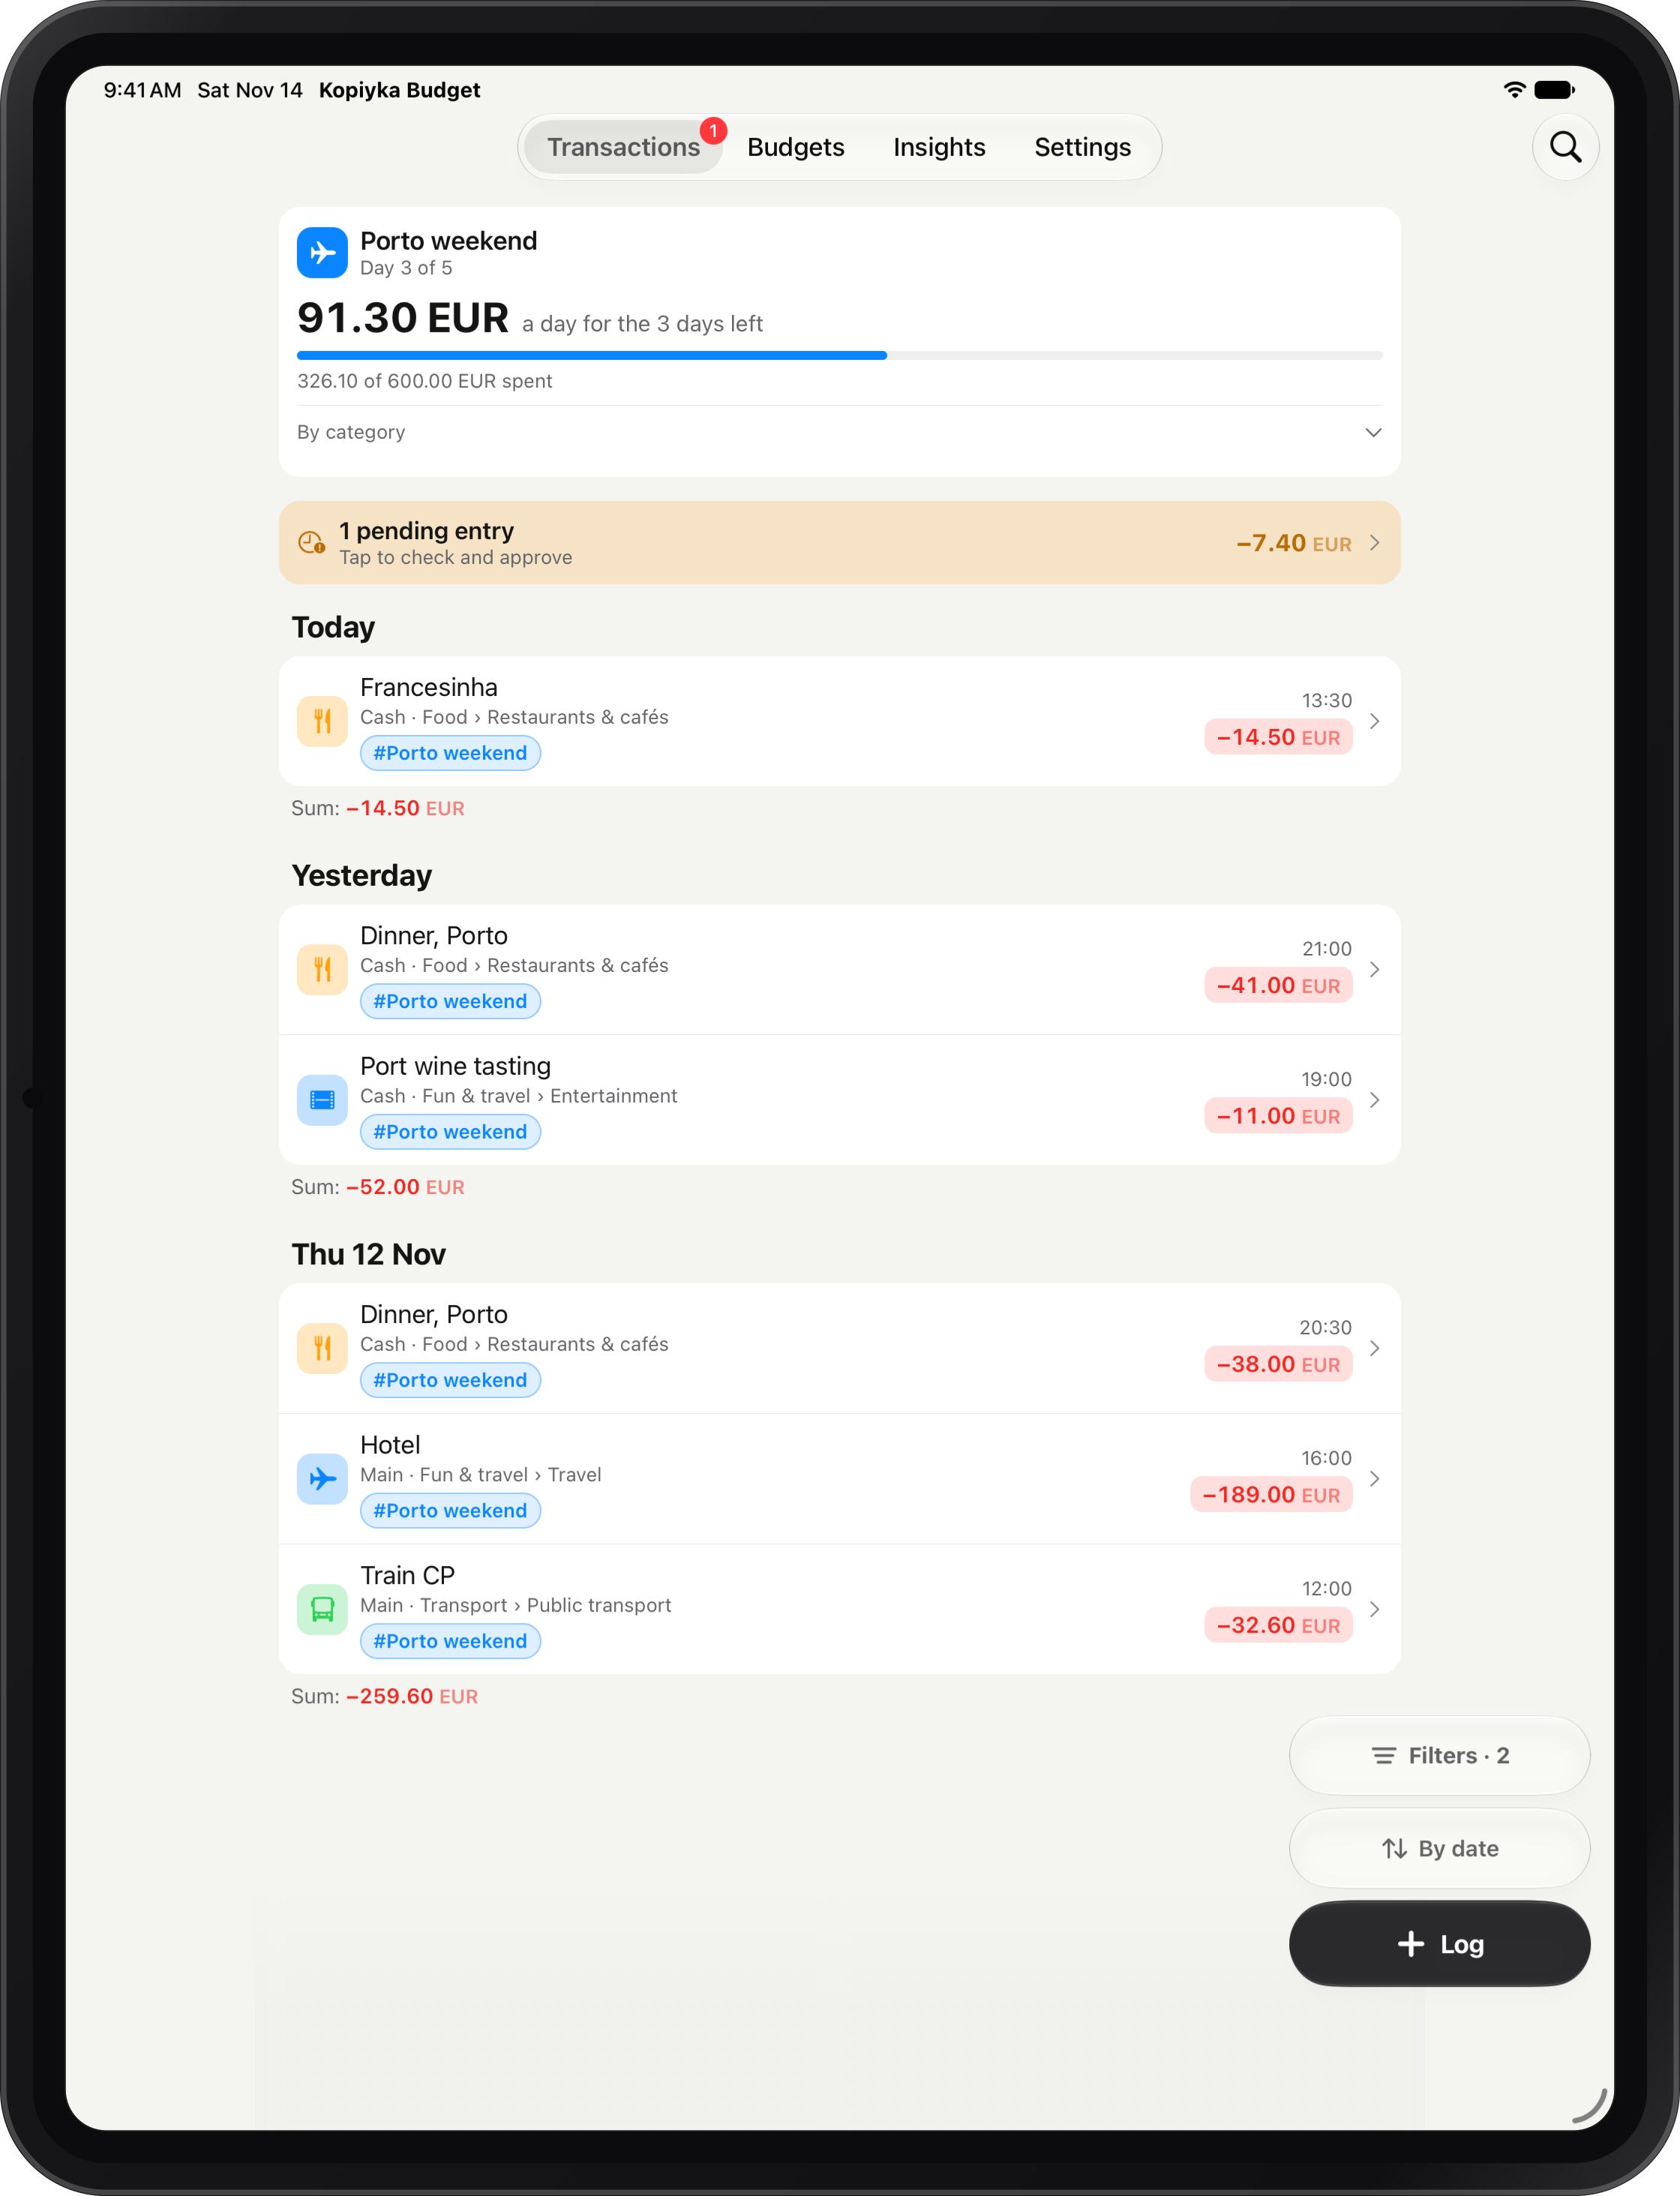 9:41 AM Sat Nov 14 Kopiyka Budget
Transactions 1 Budgets Insights Settings
Porto weekend
Day 3 of 5
91.30 EUR a day for the 3 days left
326.10 of 600.00 EUR spent
By category
1 pending entry
Tap to check and approve
−7.40 EUR
Today
Francesinha
Cash · Food › Restaurants & cafés
#Porto weekend
13:30
−14.50 EUR
Sum: −14.50 EUR
Yesterday
Dinner, Porto
Cash · Food › Restaurants & cafés
#Porto weekend
21:00
−41.00 EUR
Port wine tasting
Cash · Fun & travel › Entertainment
#Porto weekend
19:00
−11.00 EUR
Sum: −52.00 EUR
Thu 12 Nov
Dinner, Porto
Cash · Food › Restaurants & cafés
#Porto weekend
20:30
−38.00 EUR
Hotel
Main · Fun & travel › Travel
#Porto weekend
16:00
−189.00 EUR
Train CP
Main · Transport › Public transport
#Porto weekend
12:00
−32.60 EUR
Sum: −259.60 EUR
Filters · 2
By date
Log